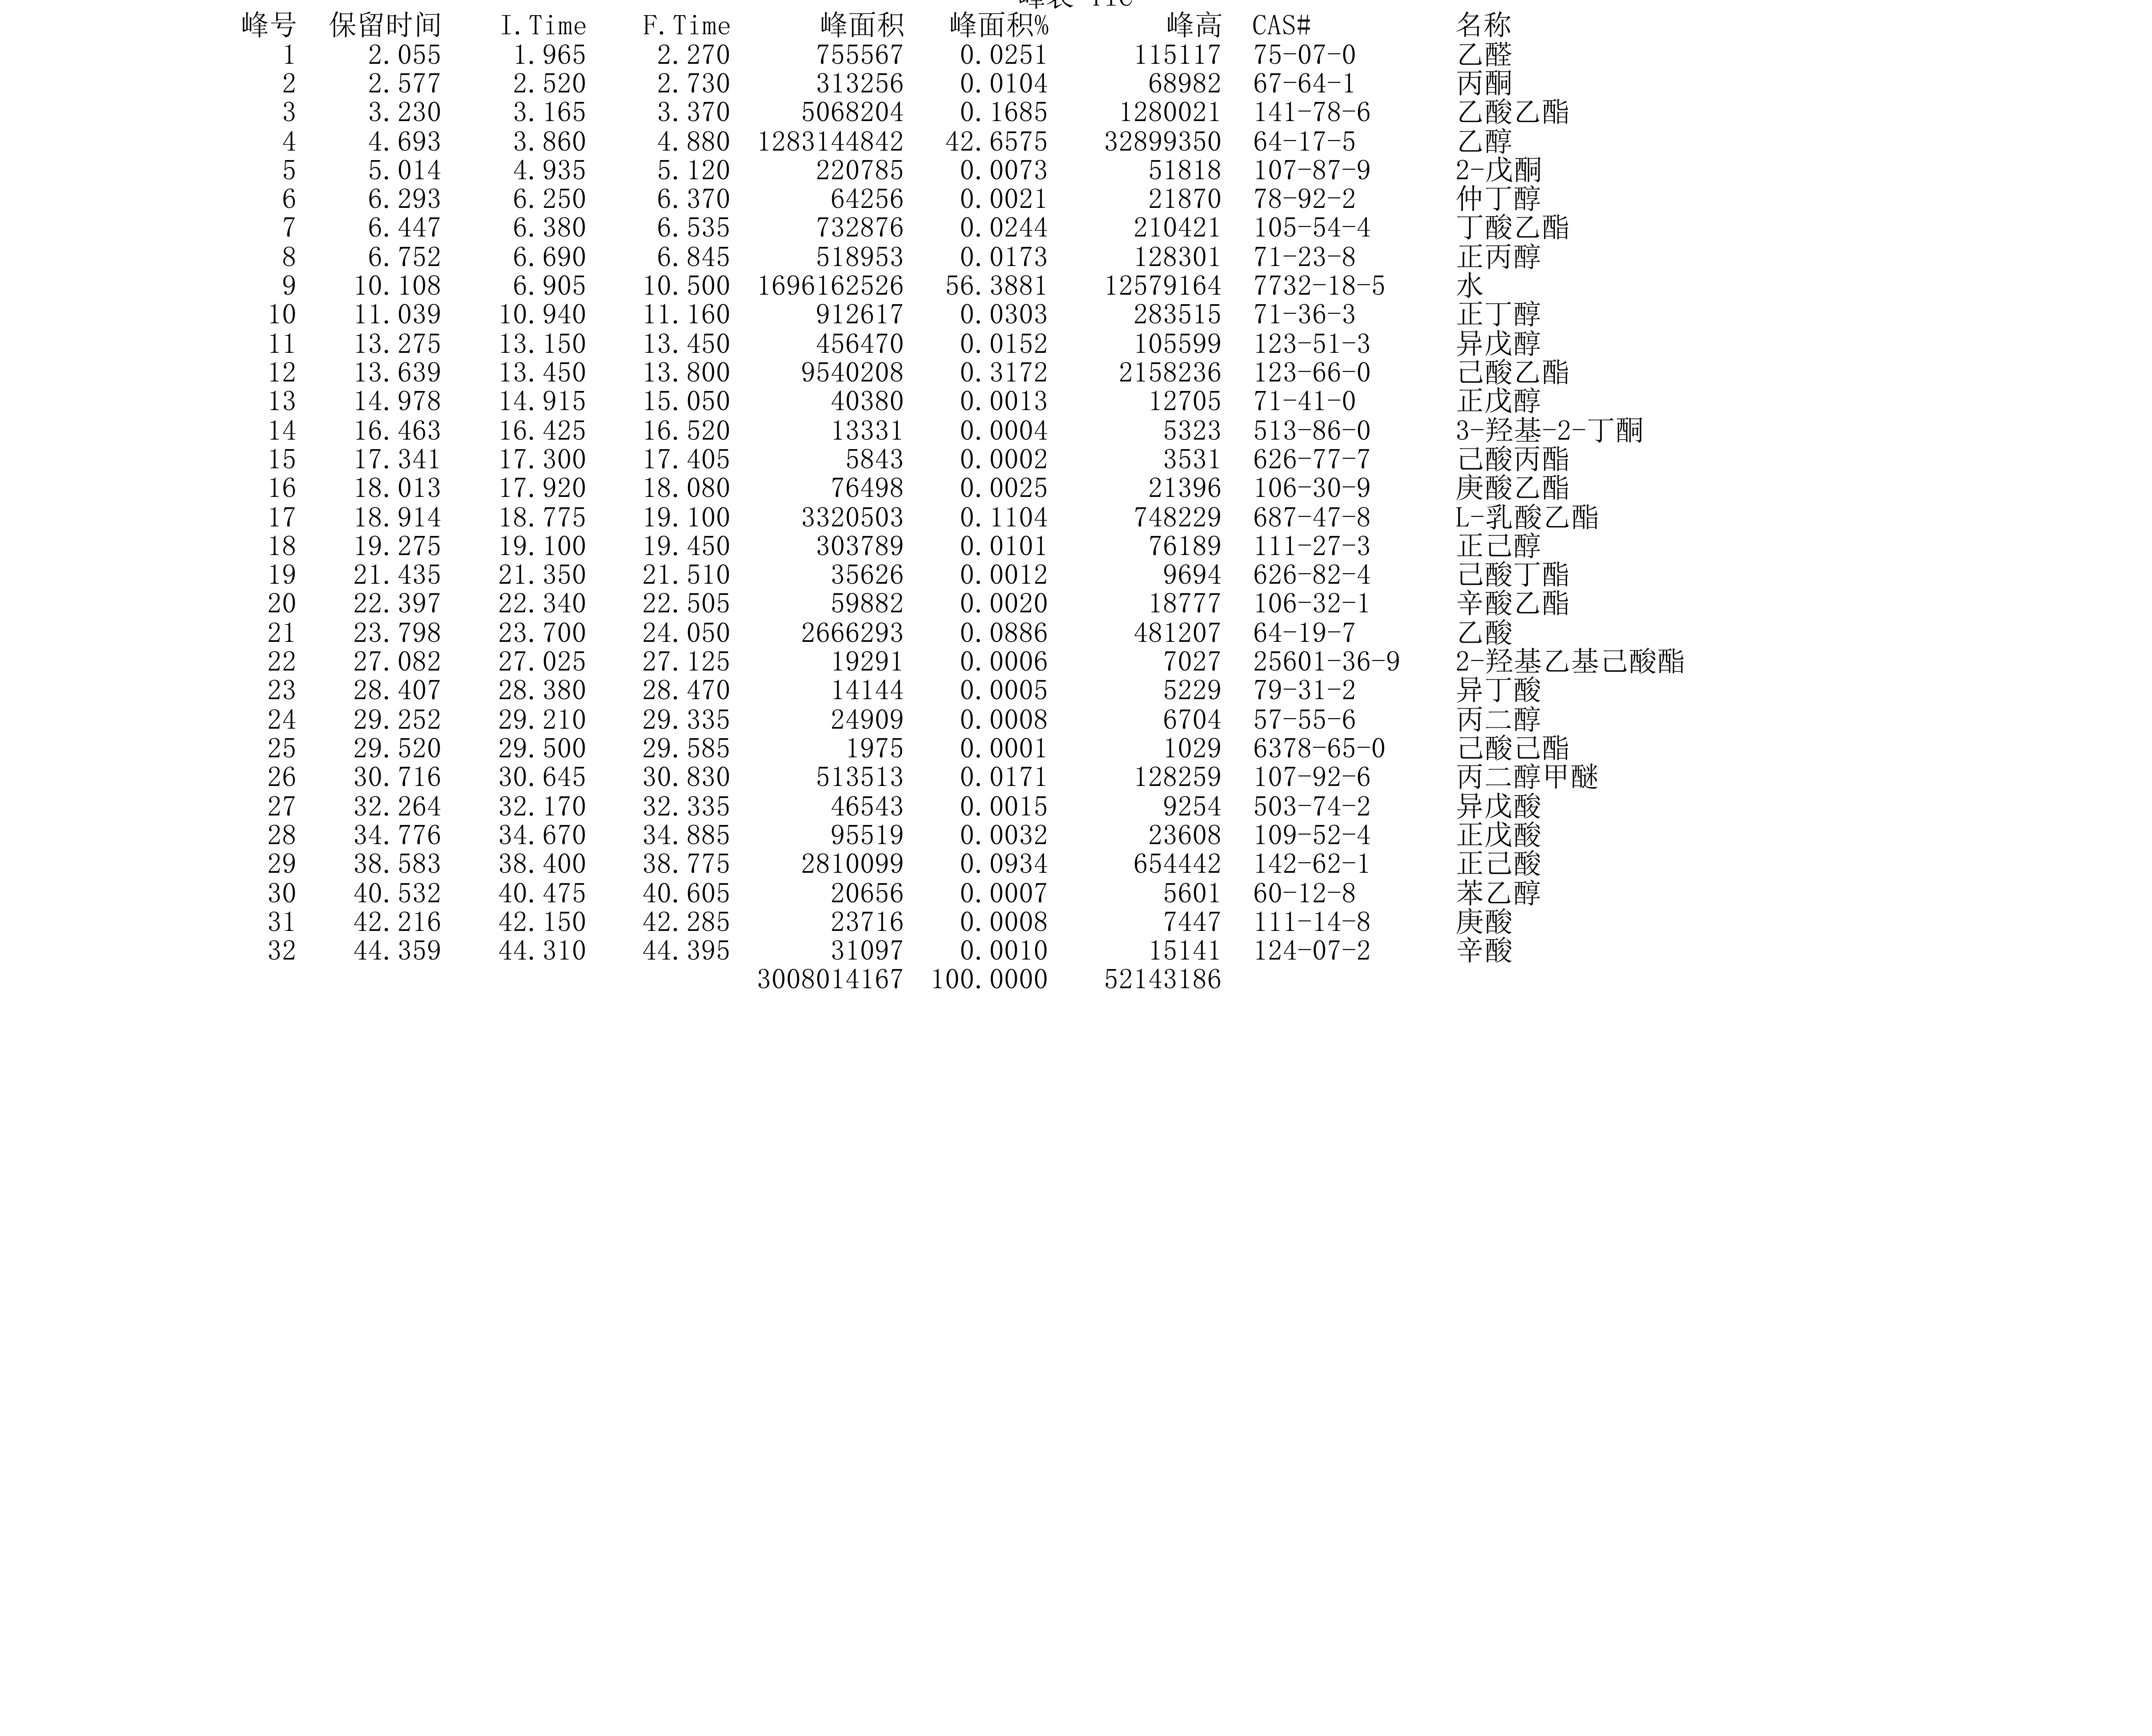 峰表 TIC
峰号 保留时间 I.Time F.Time 峰面积 峰面积% 峰高 CAS# 名称
1 2.055 1.965 2.270 755567 0.0251 115117 75-07-0 乙醛
2 2.577 2.520 2.730 313256 0.0104 68982 67-64-1 丙酮
3 3.230 3.165 3.370 5068204 0.1685 1280021 141-78-6 乙酸乙酯
4 4.693 3.860 4.880 1283144842 42.6575 32899350 64-17-5 乙醇
5 5.014 4.935 5.120 220785 0.0073 51818 107-87-9 2-戊酮
6 6.293 6.250 6.370 64256 0.0021 21870 78-92-2 仲丁醇
7 6.447 6.380 6.535 732876 0.0244 210421 105-54-4 丁酸乙酯
8 6.752 6.690 6.845 518953 0.0173 128301 71-23-8 正丙醇
9 10.108 6.905 10.500 1696162526 56.3881 12579164 7732-18-5 水
10 11.039 10.940 11.160 912617 0.0303 283515 71-36-3 正丁醇
11 13.275 13.150 13.450 456470 0.0152 105599 123-51-3 异戊醇
12 13.639 13.450 13.800 9540208 0.3172 2158236 123-66-0 己酸乙酯
13 14.978 14.915 15.050 40380 0.0013 12705 71-41-0 正戊醇
14 16.463 16.425 16.520 13331 0.0004 5323 513-86-0 3-羟基-2-丁酮
15 17.341 17.300 17.405 5843 0.0002 3531 626-77-7 己酸丙酯
16 18.013 17.920 18.080 76498 0.0025 21396 106-30-9 庚酸乙酯
17 18.914 18.775 19.100 3320503 0.1104 748229 687-47-8 L-乳酸乙酯
18 19.275 19.100 19.450 303789 0.0101 76189 111-27-3 正己醇
19 21.435 21.350 21.510 35626 0.0012 9694 626-82-4 己酸丁酯
20 22.397 22.340 22.505 59882 0.0020 18777 106-32-1 辛酸乙酯
21 23.798 23.700 24.050 2666293 0.0886 481207 64-19-7 乙酸
22 27.082 27.025 27.125 19291 0.0006 7027 25601-36-9 2-羟基乙基己酸酯
23 28.407 28.380 28.470 14144 0.0005 5229 79-31-2 异丁酸
24 29.252 29.210 29.335 24909 0.0008 6704 57-55-6 丙二醇
25 29.520 29.500 29.585 1975 0.0001 1029 6378-65-0 己酸己酯
26 30.716 30.645 30.830 513513 0.0171 128259 107-92-6 丙二醇甲醚
27 32.264 32.170 32.335 46543 0.0015 9254 503-74-2 异戊酸
28 34.776 34.670 34.885 95519 0.0032 23608 109-52-4 正戊酸
29 38.583 38.400 38.775 2810099 0.0934 654442 142-62-1 正己酸
30 40.532 40.475 40.605 20656 0.0007 5601 60-12-8 苯乙醇
31 42.216 42.150 42.285 23716 0.0008 7447 111-14-8 庚酸
32 44.359 44.310 44.395 31097 0.0010 15141 124-07-2 辛酸
3008014167 100.0000 52143186